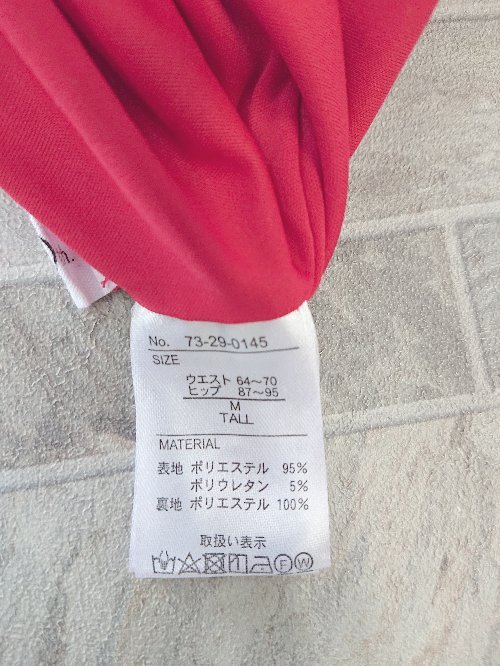 h.
No. 73-29-0145
SIZE
ウエスト 64〜70
ヒップ 87〜95
M
TALL
MATERIAL
表地 ポリエステル 95%
ポリウレタン 5%
裏地 ポリエステル 100%
取扱い表示
F W